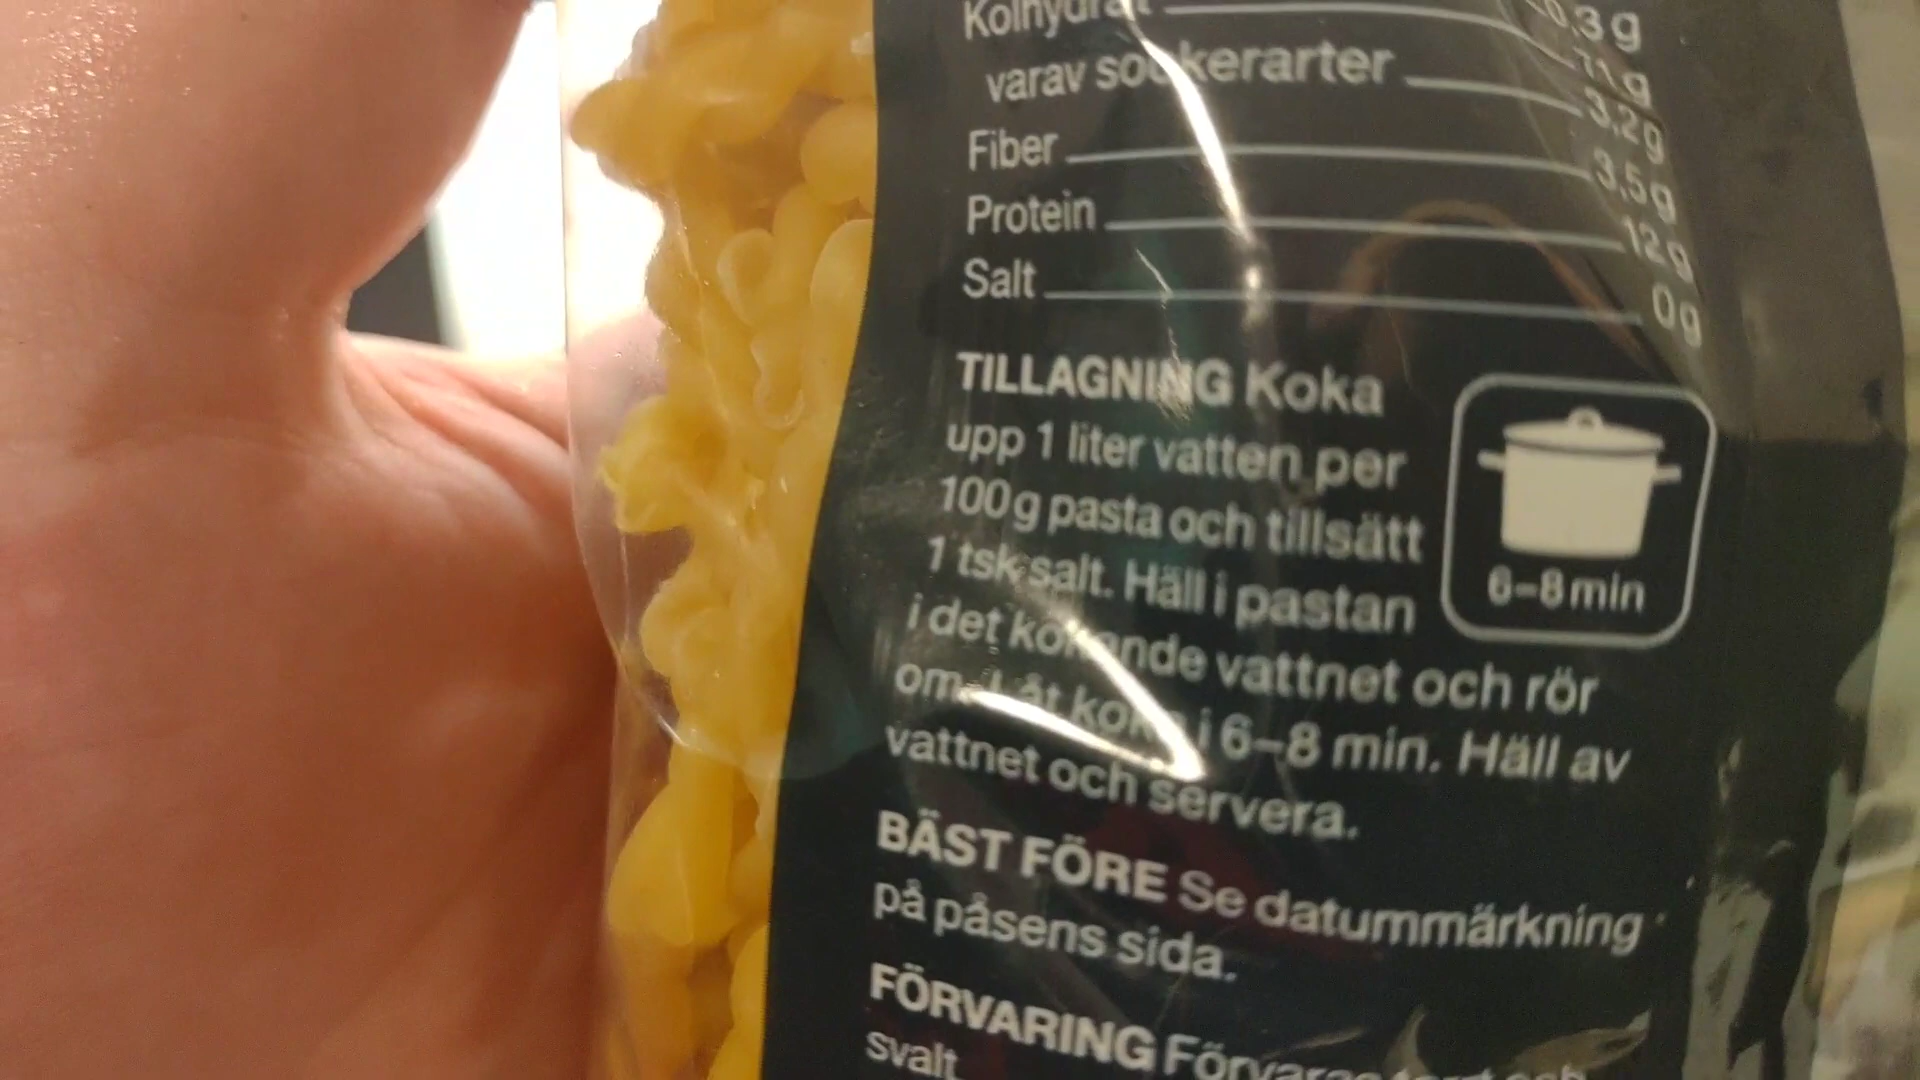 Kolhydrat 0,3 g
varav sockerarter 71 g
3,2 g
Fiber 3,5 g
Protein 12 g
Salt 0 g
TILLAGNING Koka
upp 1 liter vatten per
100 g pasta och tillsätt
1 tsk salt. Häll i pastan
i det kokande vattnet och rör
om. Låt koka i 6–8 min. Häll av
vattnet och servera.
6–8 min
BÄST FÖRE Se datummärkning
på påsens sida.
FÖRVARING Förvaras torrt och
svalt